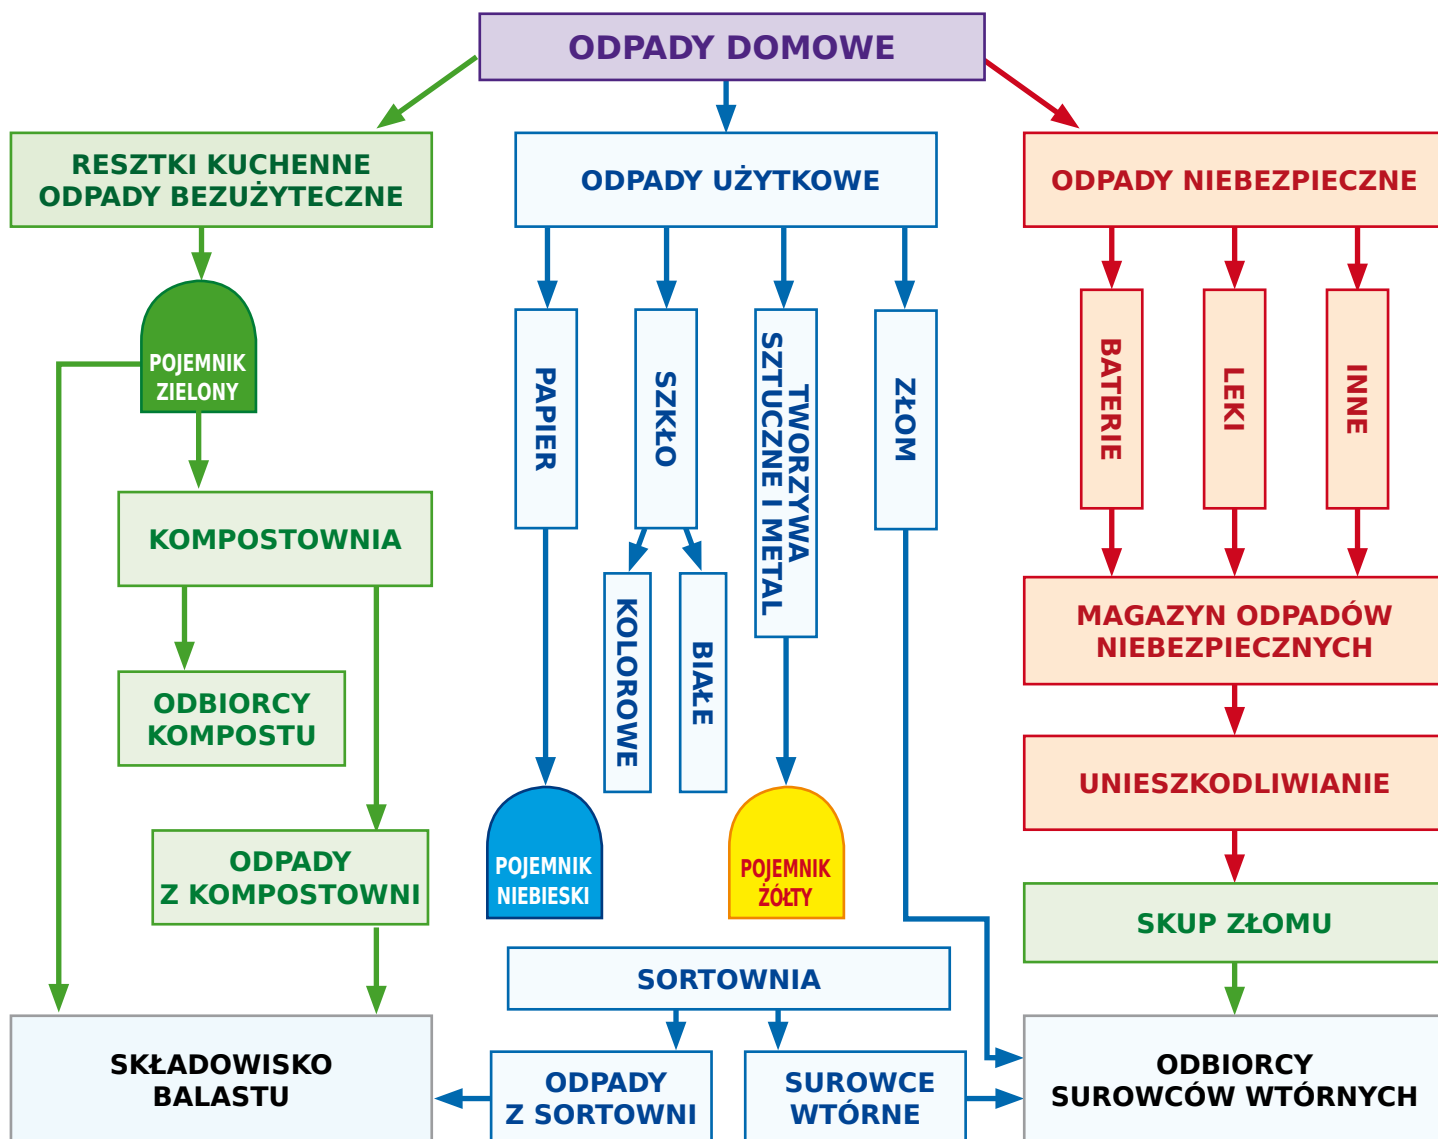 ODPADY DOMOWE
RESZTKI KUCHENNE
ODPADY BEZUŻYTECZNE
ODPADY UŻYTKOWE
ODPADY NIEBEZPIECZNE
POJEMNIK
ZIELONY
PAPIER
SZKŁO
TWORZYWA
SZTUCZNE I METAL
ZŁOM
BATERIE
LEKI
INNE
KOMPOSTOWNIA
KOLOROWE
BIAŁE
MAGAZYN ODPADÓW
NIEBEZPIECZNYCH
ODBIORCY
KOMPOSTU
UNIESZKODLIWIANIE
ODPADY
Z KOMPOSTOWNI
POJEMNIK
NIEBIESKI
POJEMNIK
ŻÓŁTY
SKUP ZŁOMU
SORTOWNIA
SKŁADOWISKO
BALASTU
ODPADY
Z SORTOWNI
SUROWCE
WTÓRNE
ODBIORCY
SUROWCÓW WTÓRNYCH